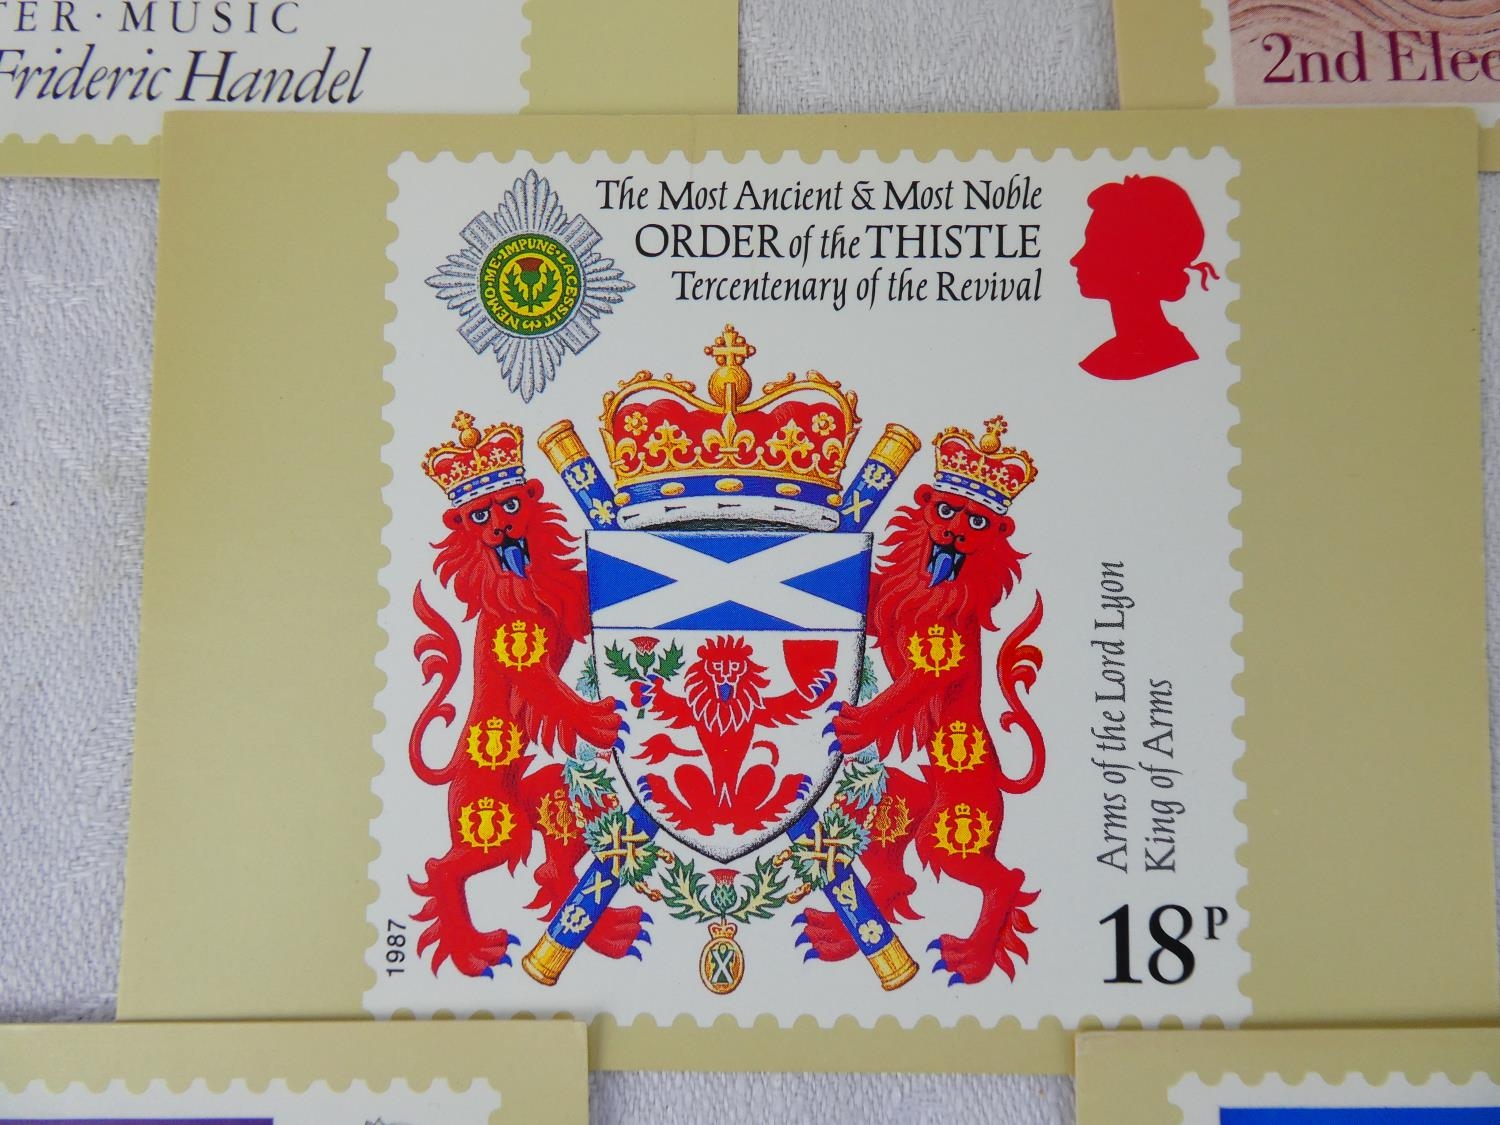 TER · MUSIC
Frideric Handel
2nd Elee
The Most Ancient & Most Noble
ORDER of the THISTLE
Tercentenary of the Revival
NEMO·ME·IMPUNE·LACESSIT
Arms of the Lord Lyon
King of Arms
1987
18P